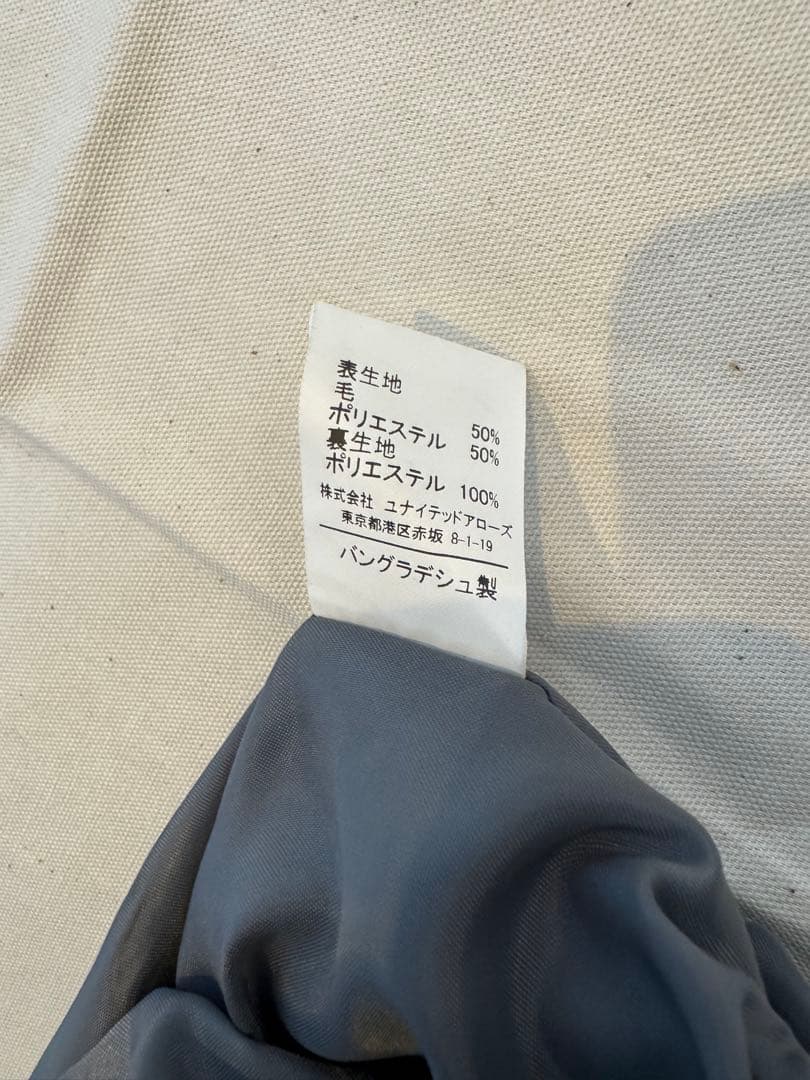 表生地
毛 50%
ポリエステル 50%
裏生地
ポリエステル 100%
株式会社 ユナイテッドアローズ
東京都港区赤坂 8-1-19
バングラデシュ製